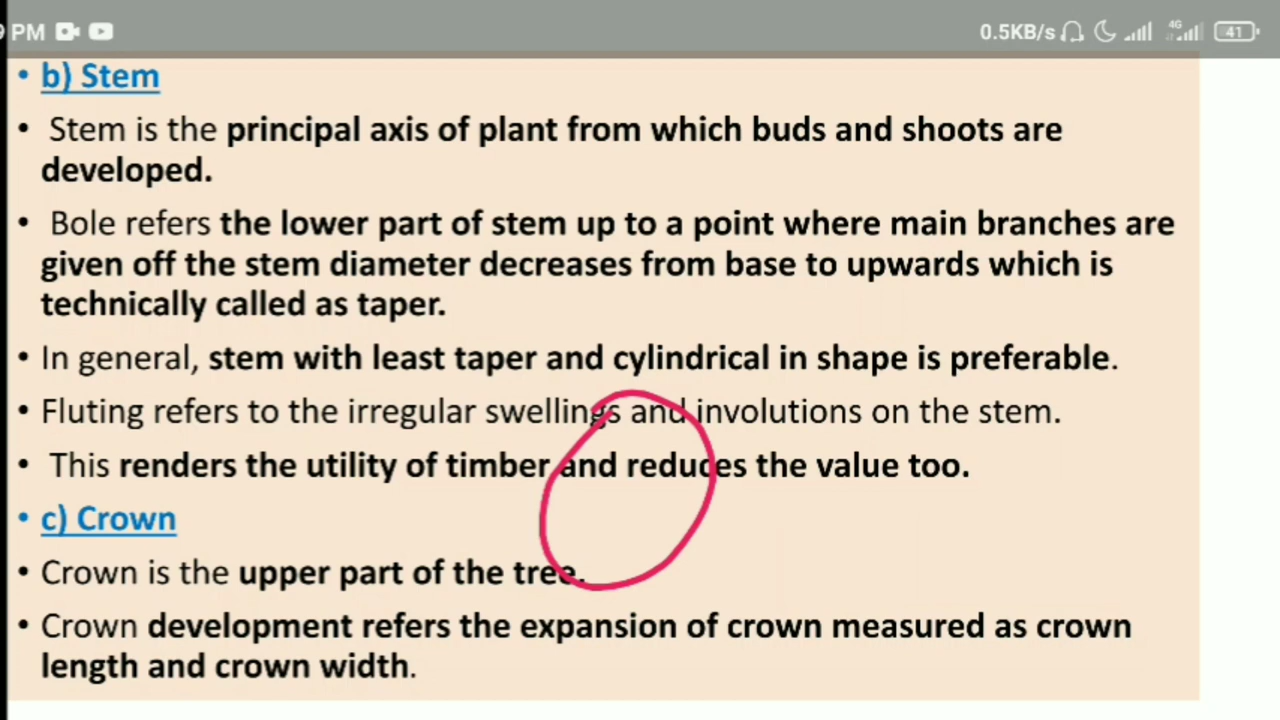 PM
0.5KB/s 4G 41
• b) Stem
• Stem is the principal axis of plant from which buds and shoots are
developed.
• Bole refers the lower part of stem up to a point where main branches are
given off the stem diameter decreases from base to upwards which is
technically called as taper.
• In general, stem with least taper and cylindrical in shape is preferable.
• Fluting refers to the irregular swellings and involutions on the stem.
• This renders the utility of timber and reduces the value too.
• c) Crown
• Crown is the upper part of the tree.
• Crown development refers the expansion of crown measured as crown
length and crown width.